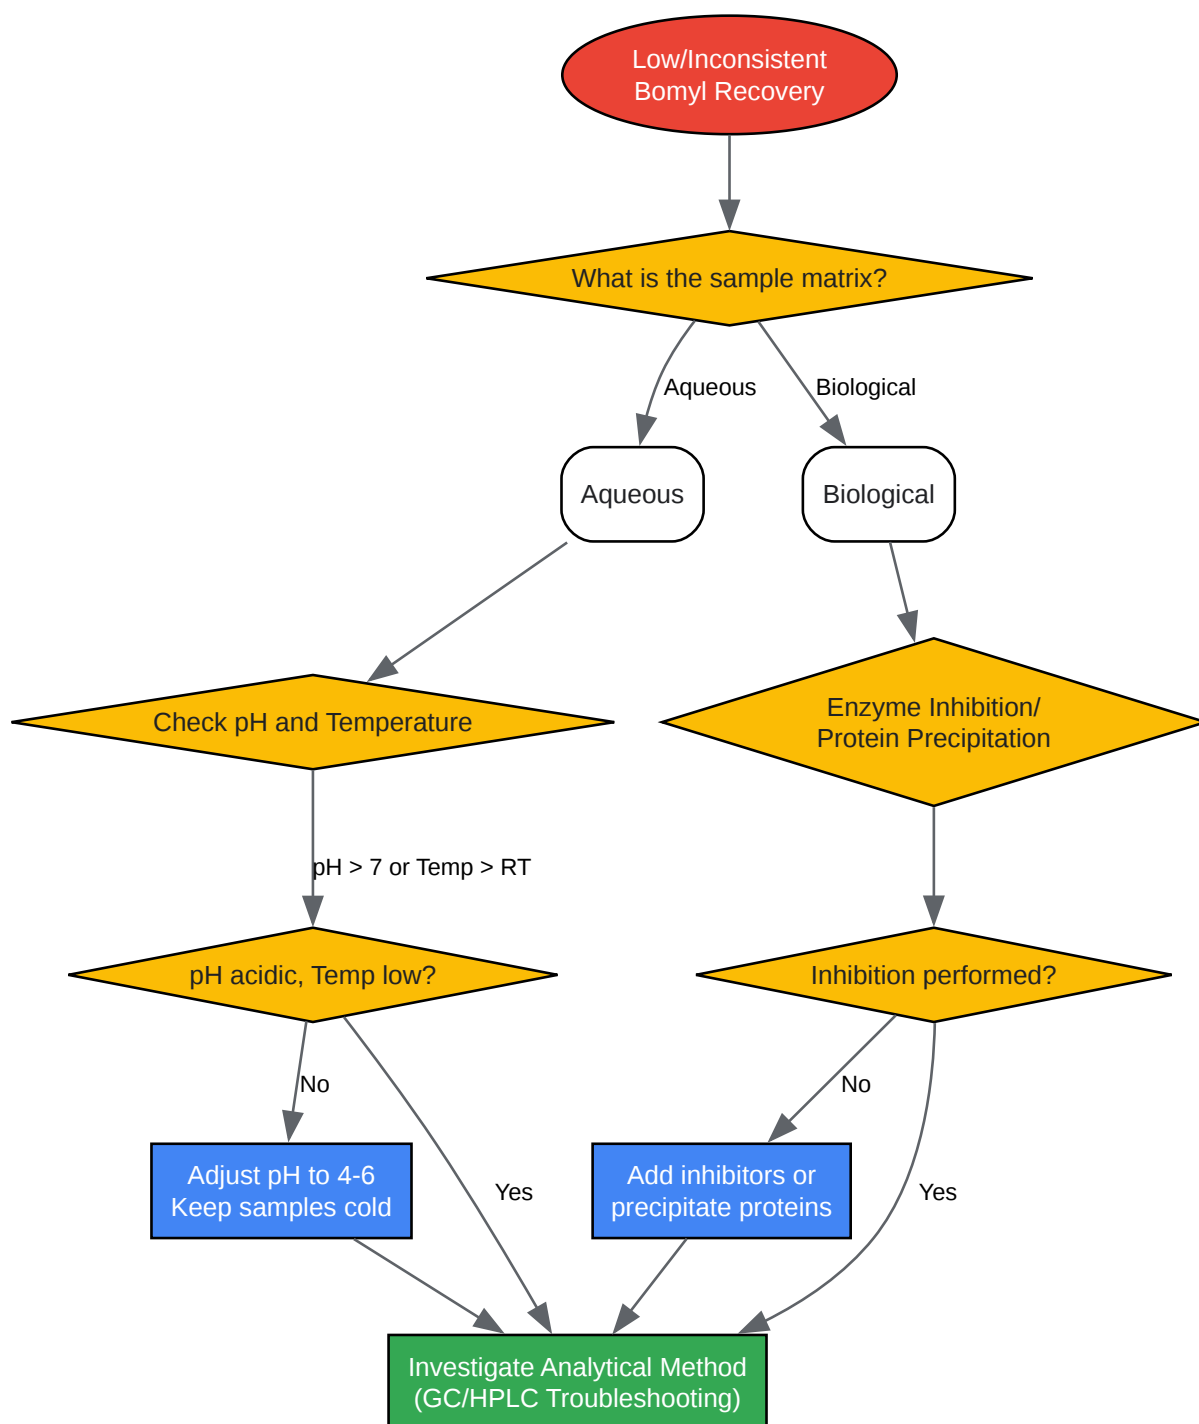 Low/Inconsistent
Bomyl Recovery
What is the sample matrix?
Aqueous
Biological
Aqueous
Biological
Enzyme Inhibition/
Protein Precipitation
Check pH and Temperature
pH > 7 or Temp > RT
pH acidic, Temp low?
Inhibition performed?
No
No
Adjust pH to 4-6
Keep samples cold
Yes
Add inhibitors or
precipitate proteins
Yes
Investigate Analytical Method
(GC/HPLC Troubleshooting)